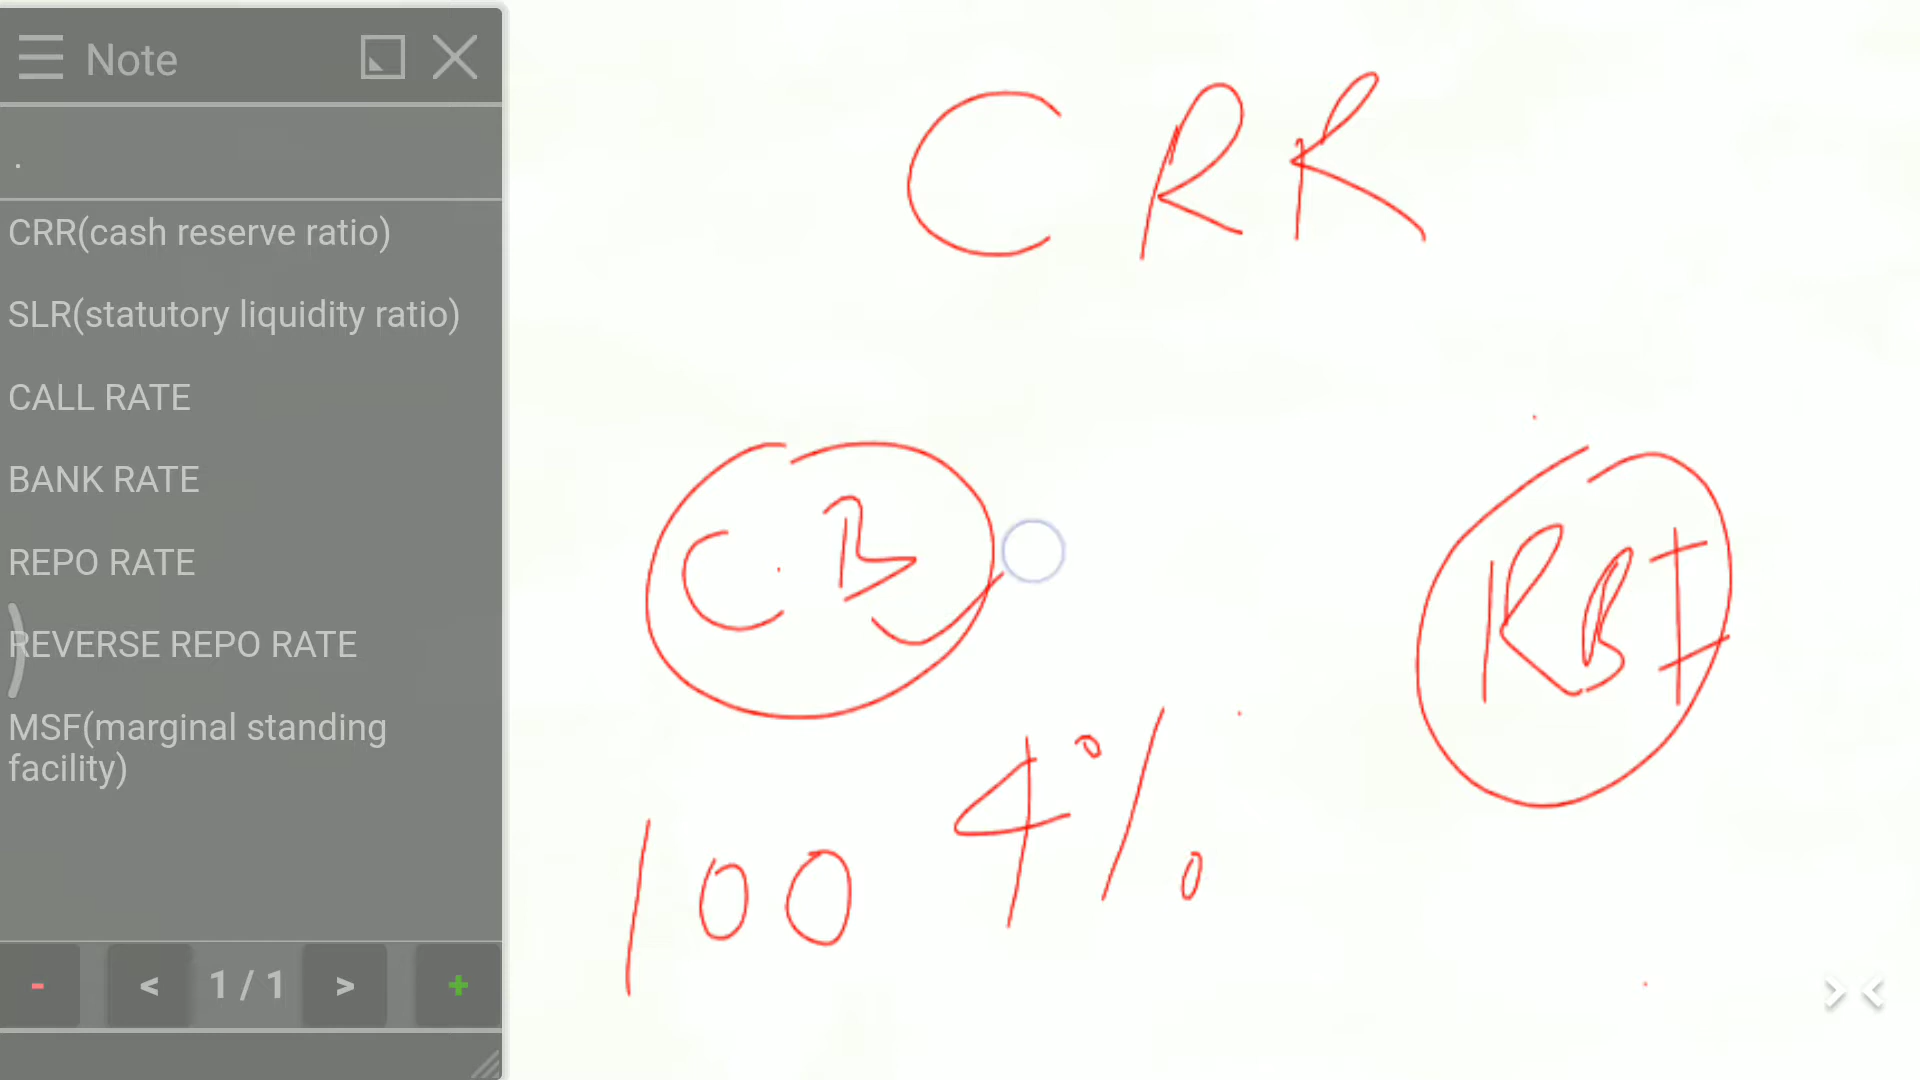 Note
.
CRR(cash reserve ratio)
SLR(statutory liquidity ratio)
CALL RATE
BANK RATE
REPO RATE
REVERSE REPO RATE
MSF(marginal standing
facility)
- < 1 / 1 > +
CRR
CB
RBI
4%
100